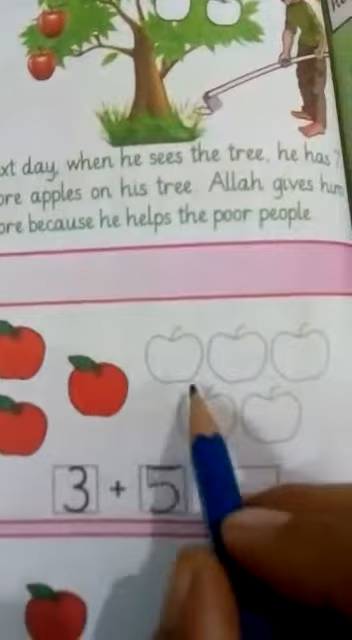 xt day, when he sees the tree, he has 7
ore apples on his tree. Allah gives him
ore because he helps the poor people
3 + 5